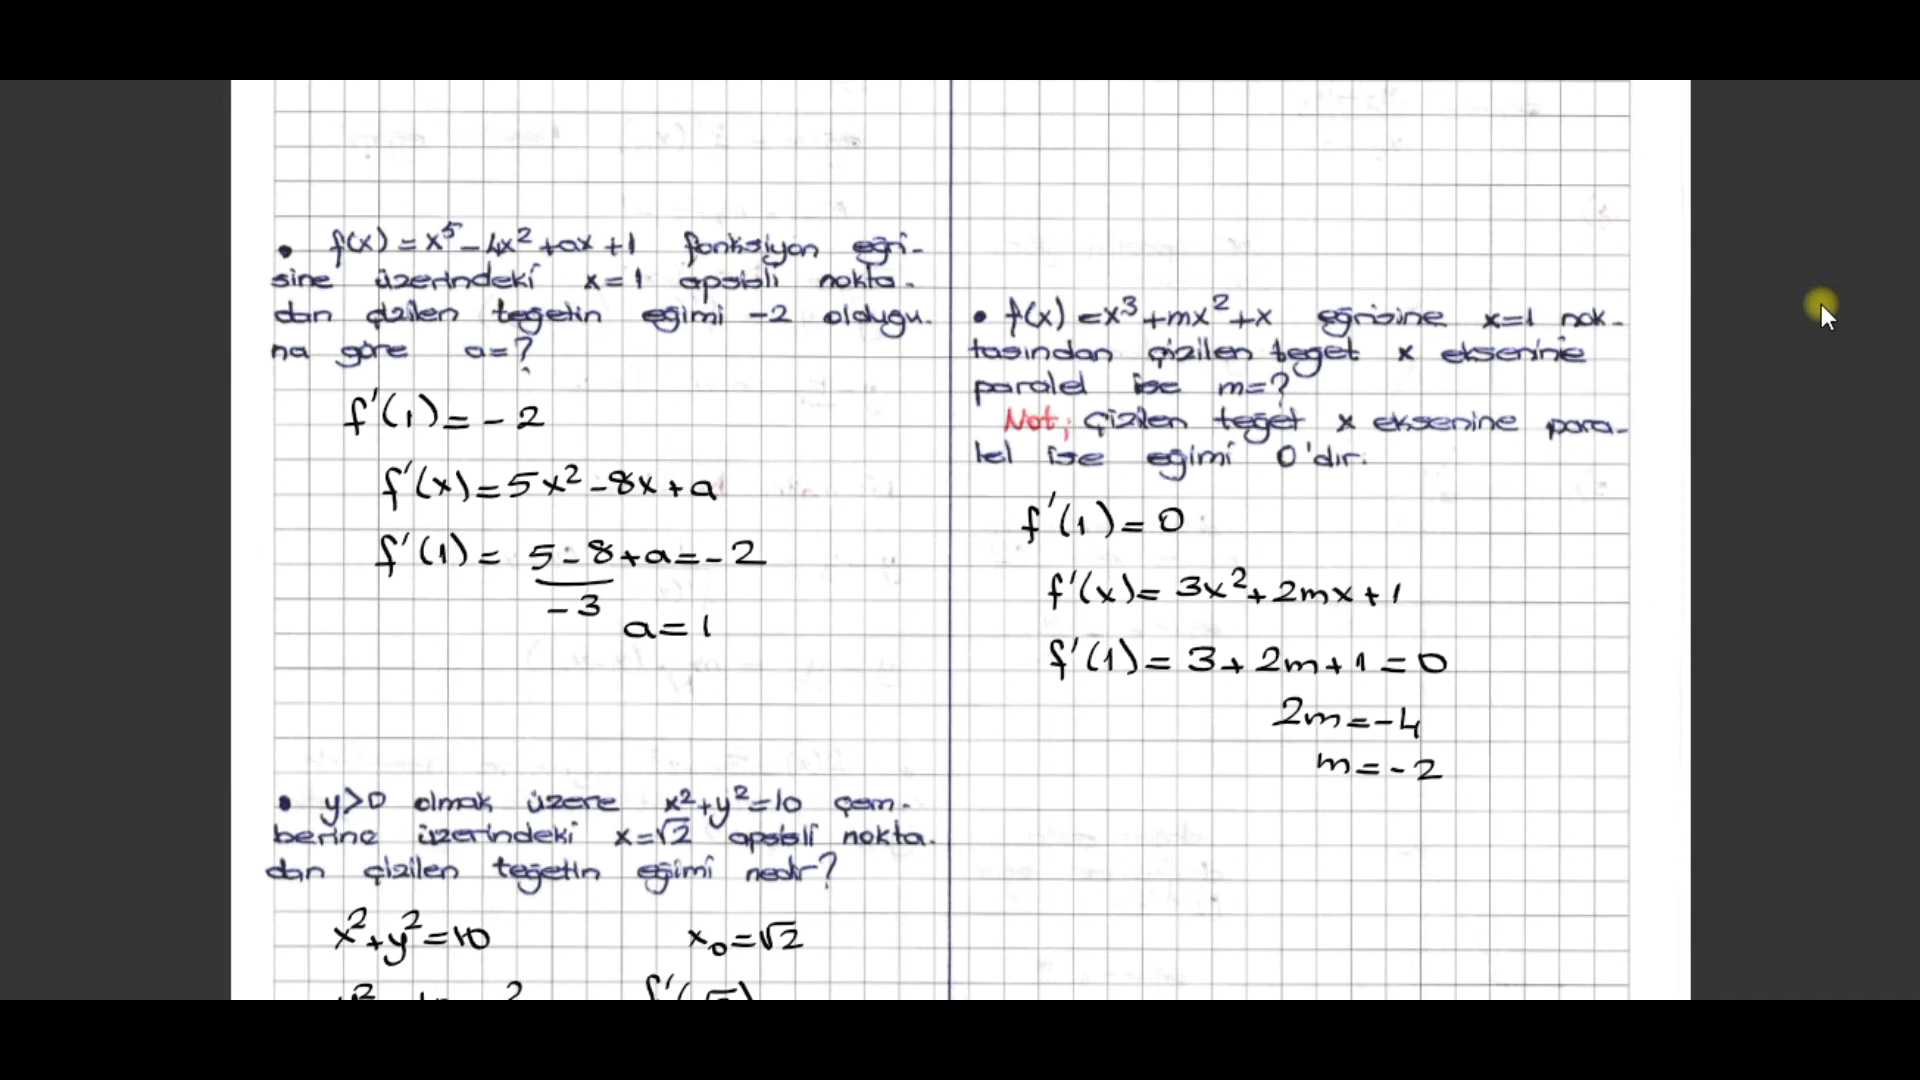 • f(x) = x⁵ - 4x² + ax + 1 fonksiyon eğri-
sine üzerindeki x = 1 apsisli nokta-
dan çizilen teğetin eğimi -2 olduğu-
na göre a = ?
f'(1) = -2
f'(x) = 5x² - 8x + a
f'(1) = 5 - 8 + a = -2
-3
a = 1
• y > 0 olmak üzere x² + y² = 10 çem-
berine üzerindeki x = √2 apsisli nokta-
dan çizilen teğetin eğimi nedir?
x² + y² = 10 x₀ = √2
• f(x) = x³ + mx² + x eğrisine x = 1 nok-
tasından çizilen teğet x eksenine
paralel ise m = ?
Not; Çizilen teğet x eksenine para-
lel ise eğimi 0'dır.
f'(1) = 0
f'(x) = 3x² + 2mx + 1
f'(1) = 3 + 2m + 1 = 0
2m = -4
m = -2